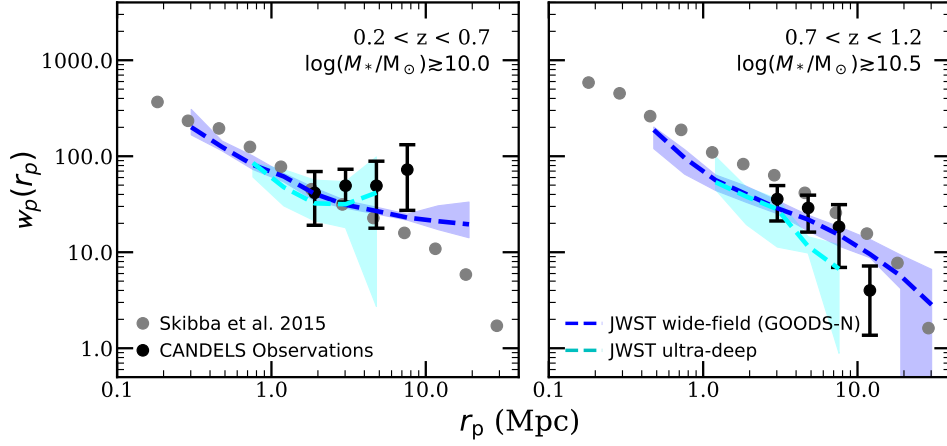 0.2 < z < 0.7
log(M*/M⊙)≳10.0
0.7 < z < 1.2
log(M*/M⊙)≳10.5
1000.0
100.0
10.0
1.0
wp(rp)
Skibba et al. 2015
CANDELS Observations
JWST wide-field (GOODS-N)
JWST ultra-deep
0.1 1.0 10.0 0.1 1.0 10.0
rp (Mpc)